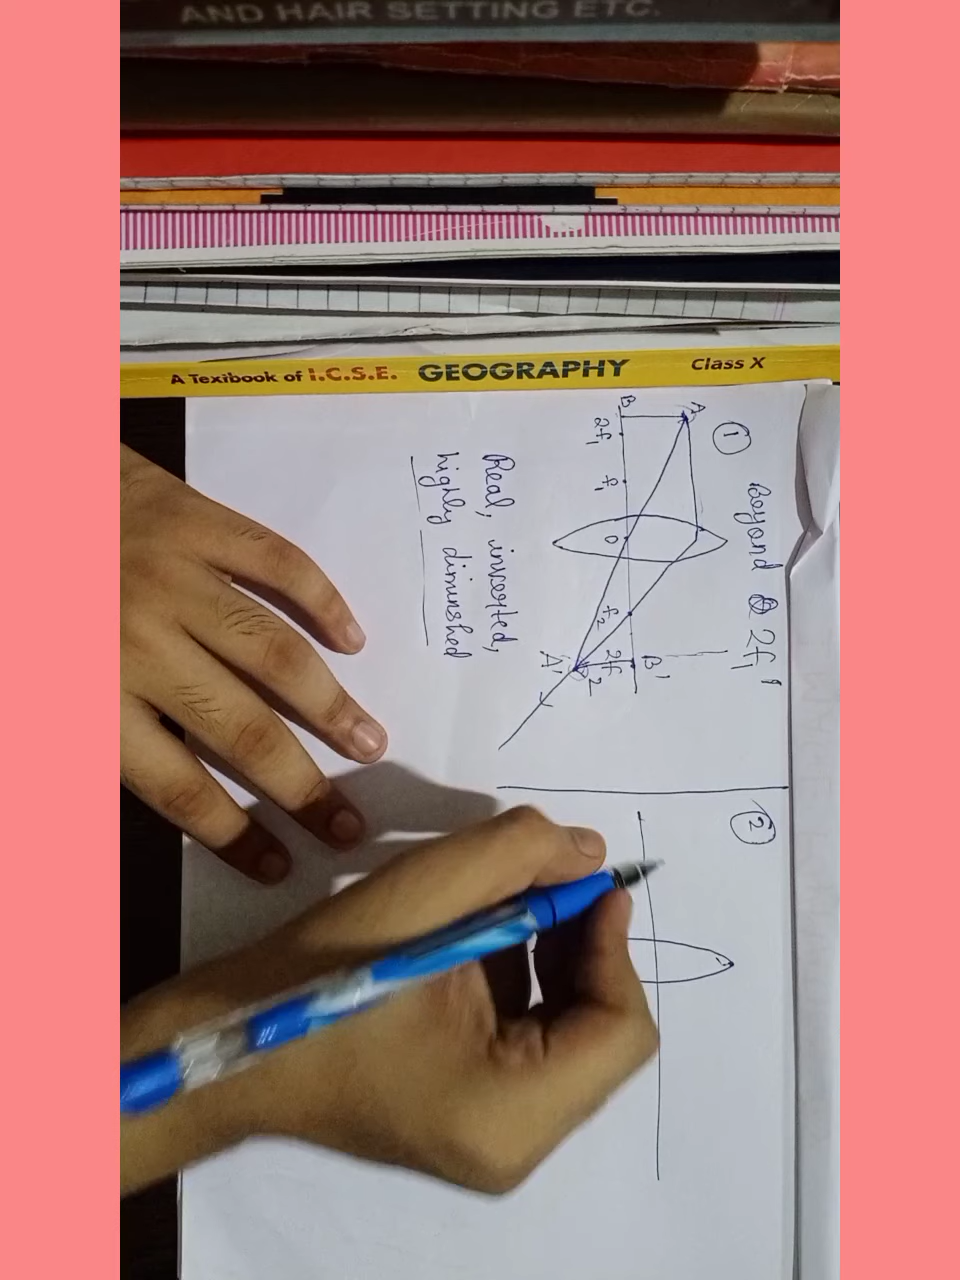 AND HAIR SETTING ETC.
A Textbook of I.C.S.E. GEOGRAPHY Class X
① Beyond 2f₁
A
B 2f₁ f₁ O f₂ 2f₂ B'
A'
Real, inverted,
highly diminshed
②